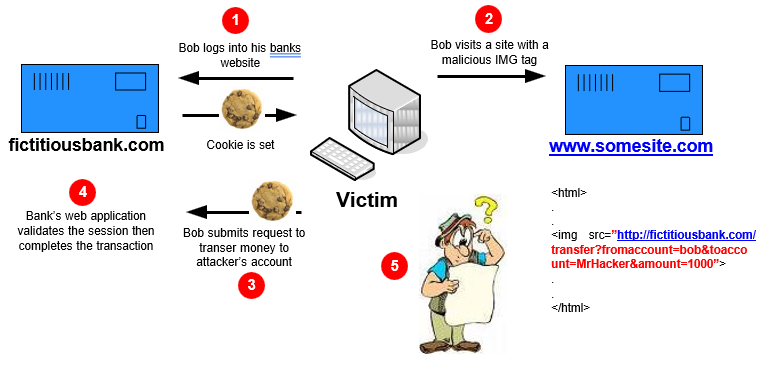 1
Bob logs into his banks
website
fictitiousbank.com
Cookie is set
2
Bob visits a site with a
malicious IMG tag
www.somesite.com
Victim
4
Bank's web application
validates the session then
completes the transaction
Bob submits request to
transer money to
attacker's account
3
5
?
<html>
.
.
<img src="http://fictitiousbank.com/
transfer?fromaccount=bob&toacco
unt=MrHacker&amount=1000">
.
.
</html>